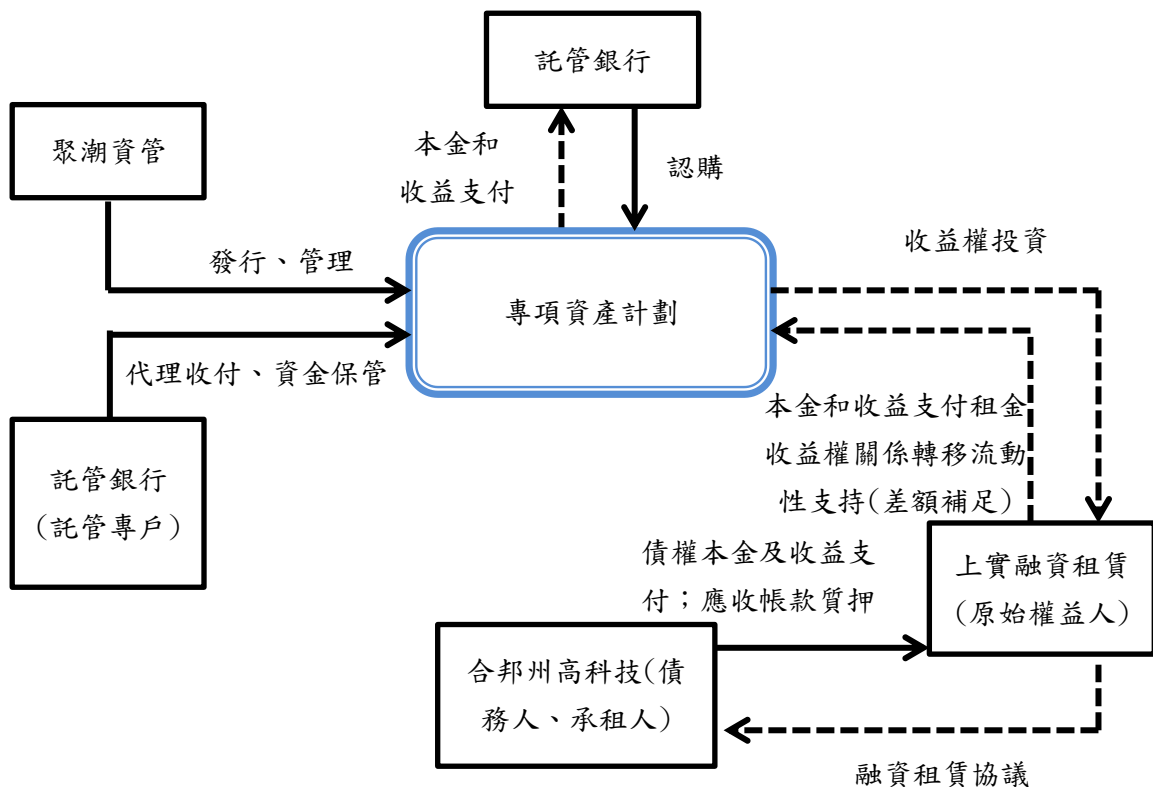 託管銀行
聚潮資管
本金和
收益支付
認購
發行、管理
收益權投資
專項資產計劃
代理收付、資金保管
託管銀行
(託管專戶)
本金和收益支付租金
收益權關係轉移流動
性支持(差額補足)
債權本金及收益支
付；應收帳款質押
上實融資租賃
(原始權益人)
合邦州高科技(債
務人、承租人)
融資租賃協議